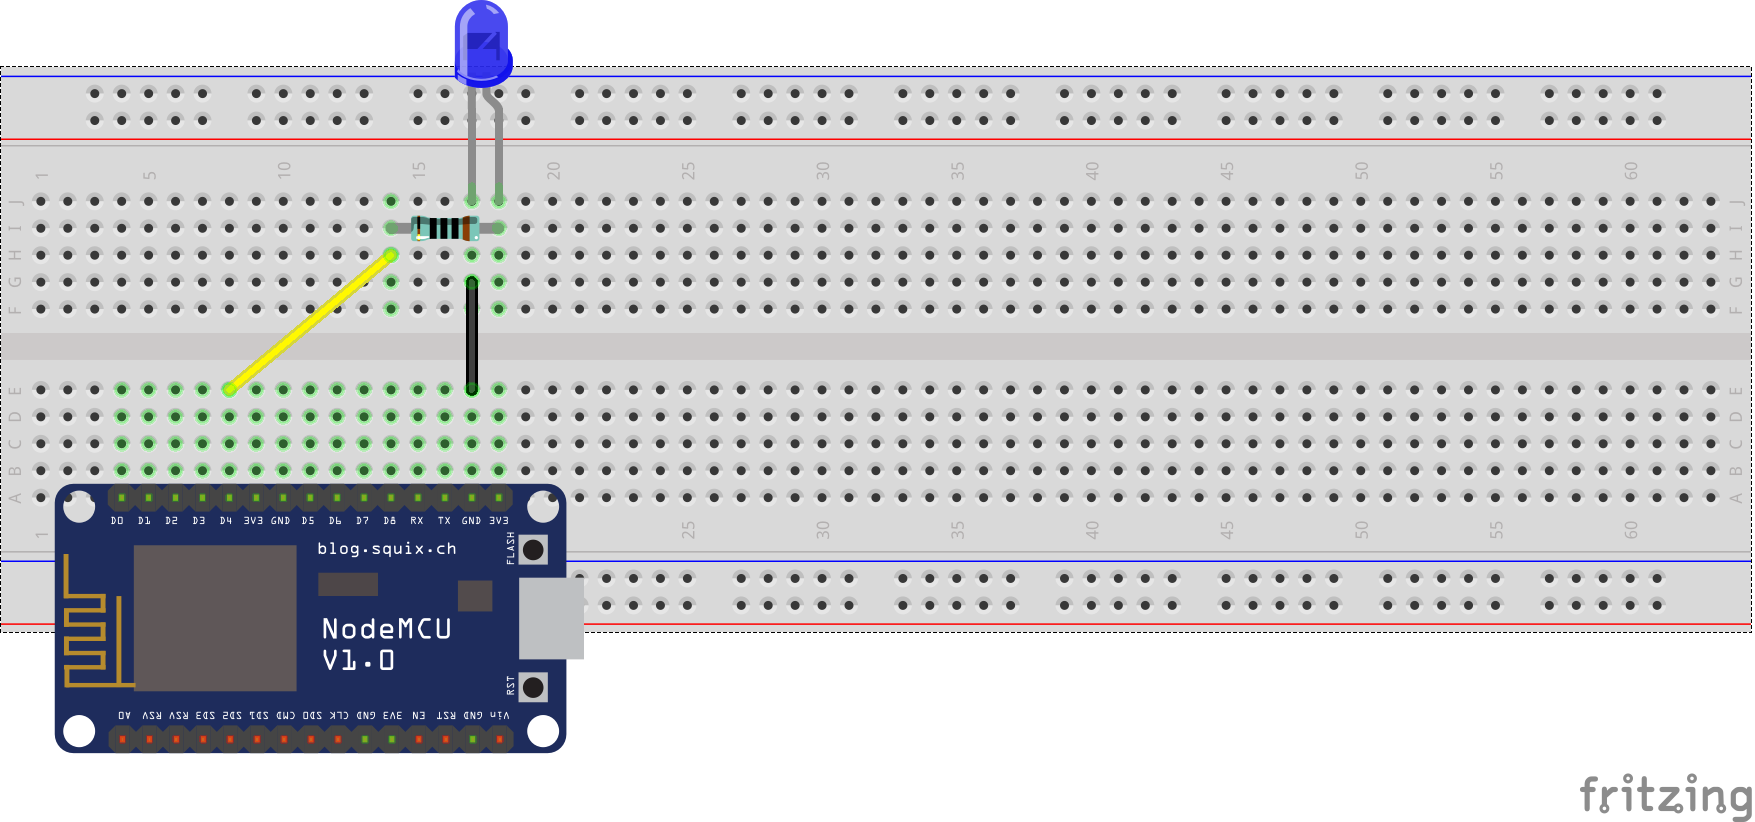 1 5 10 15 20 25 30 35 40 45 50 55 60
J J
I I
H H
G G
F F
E E
D D
C C
B B
A A
D0 D1 D2 D3 D4 3V3 GND D5 D6 D7 D8 RX TX GND 3V3
1 25 30 35 40 45 50 55 60
blog.squix.ch
FLASH
NodeMCU
V1.0
RST
A0 RSV RSV SD3 SD2 SD1 CMD SD0 CLK GND 3V3 EN RST GND Vin
fritzing